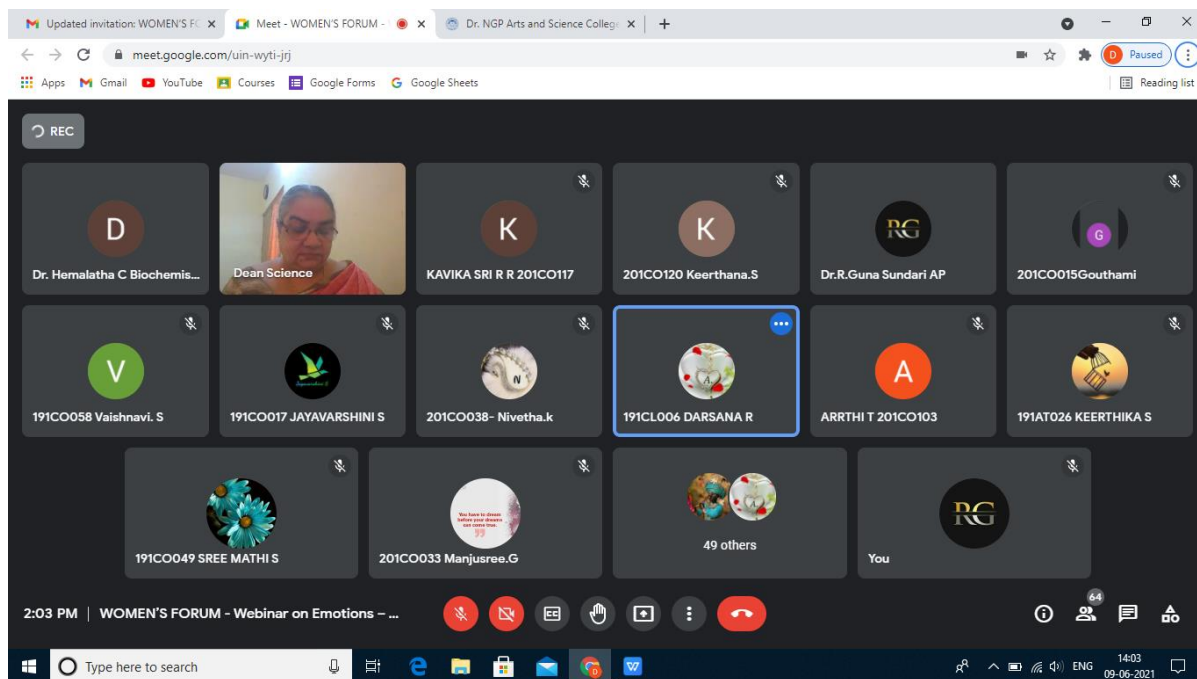 Updated invitation: WOMEN'S FO
Meet - WOMEN'S FORUM -
Dr. NGP Arts and Science College
meet.google.com/uin-wyti-jrj
D
Paused
Apps
Gmail
YouTube
Courses
Google Forms
Google Sheets
Reading list
REC
D
Dr. Hemalatha C Biochemis...
Dean Science
K
KAVIKA SRI R R 201CO117
K
201CO120 Keerthana.S
RG
Dr.R.Guna Sundari AP
G
201CO015Gouthami
V
191CO058 Vaishnavi. S
191CO017 JAYAVARSHINI S
N
201CO038- Nivetha.k
A.
191CL006 DARSANA R
A
ARRTHI T 201CO103
191AT026 KEERTHIKA S
191CO049 SREE MATHI S
You have to dream
before your dreams
can come true.
201CO033 Manjusree.G
49 others
RG
You
2:03 PM | WOMEN'S FORUM - Webinar on Emotions – ...
64
Type here to search
ENG
14:03
09-06-2021